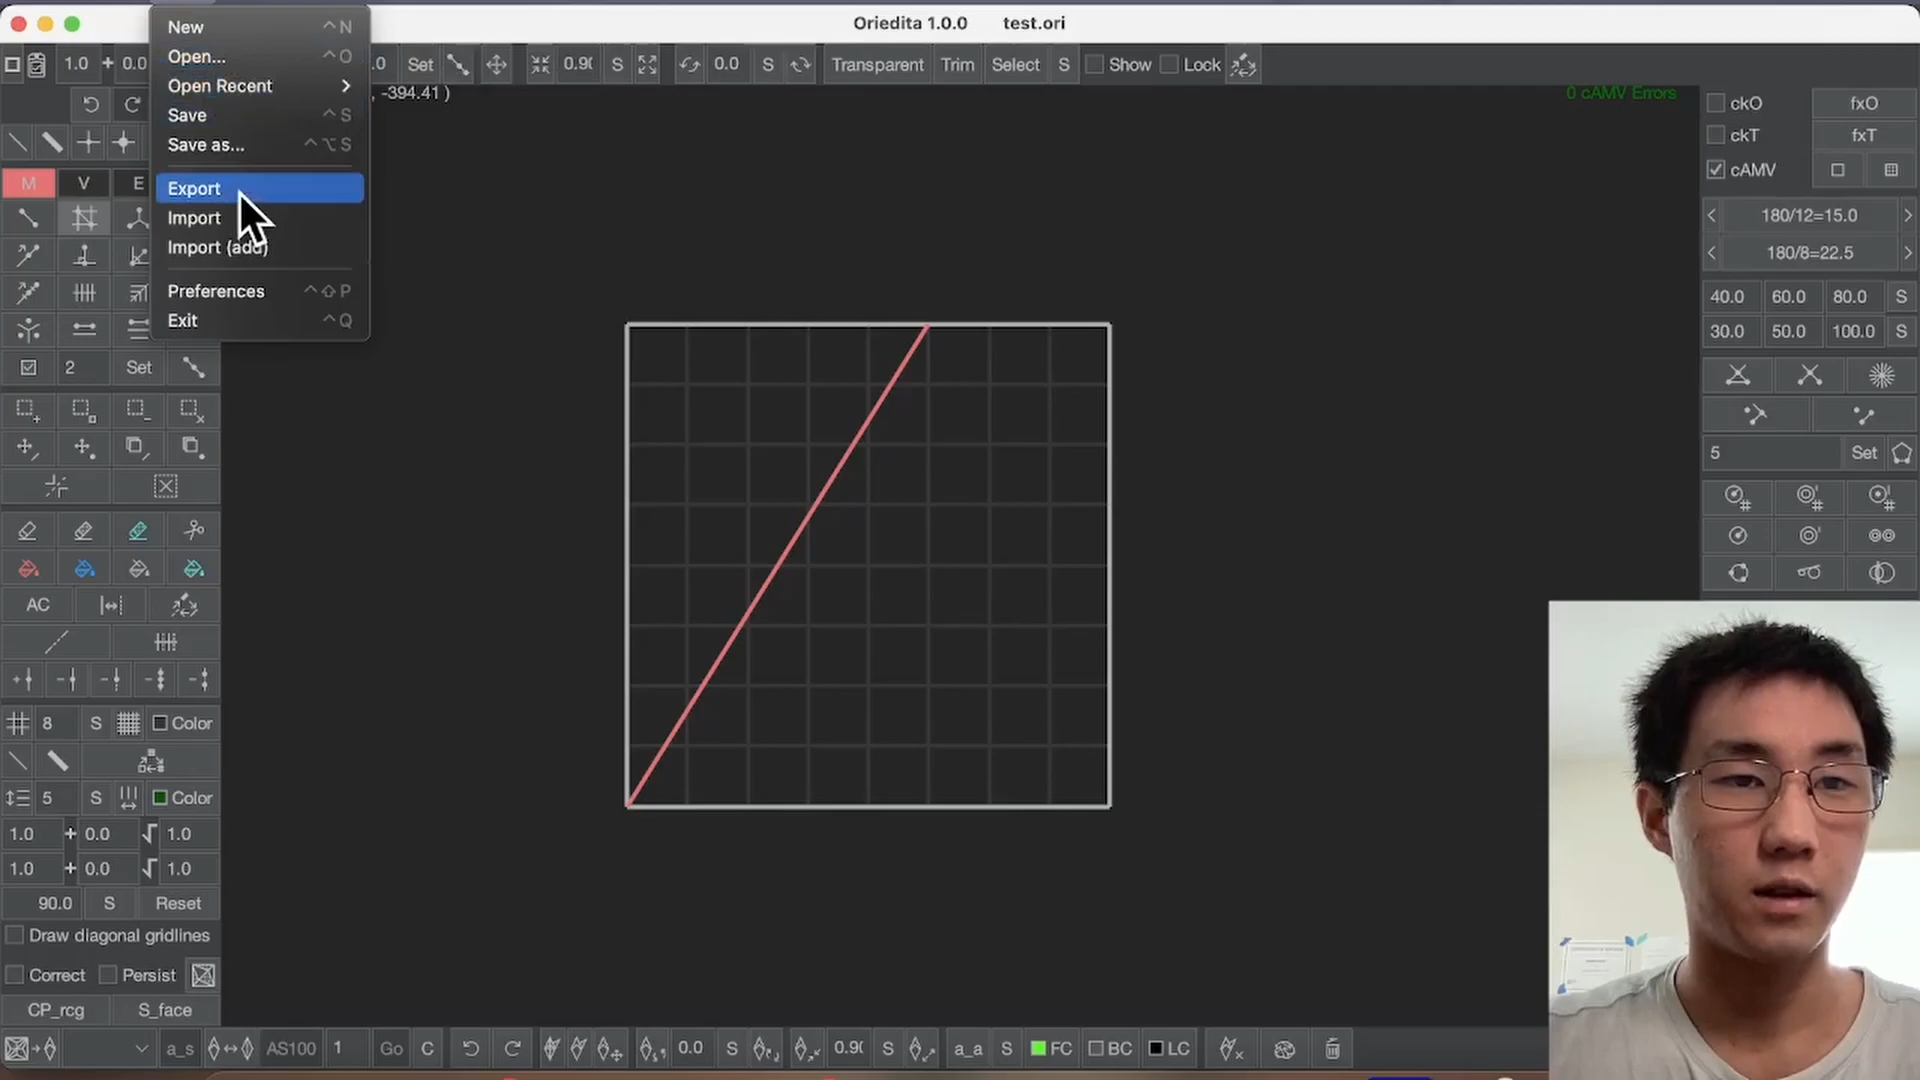 Oriedita 1.0.0 test.ori
New ^ N
Open... ^ O
Open Recent
Save ^ S
Save as... ^ ⌥ S
Export
Import
Import (add)
Preferences ^ ⇧ P
Exit ^ Q
1.0 + 0.0
.0 Set 0.90 S 0.0 S Transparent Trim Select S Show Lock
, -394.41 )
0 cAMV Errors
M V E
2 Set
AC
8 S Color
5 S Color
1.0 + 0.0 √ 1.0
1.0 + 0.0 √ 1.0
90.0 S Reset
Draw diagonal gridlines
Correct Persist
CP_rcg S_face
ckO fxO
ckT fxT
cAMV
< 180/12=15.0 >
< 180/8=22.5 >
40.0 60.0 80.0 S
30.0 50.0 100.0 S
5 Set
a_s AS100 1 Go C 0.0 S 0.90 S a_a S FC BC LC